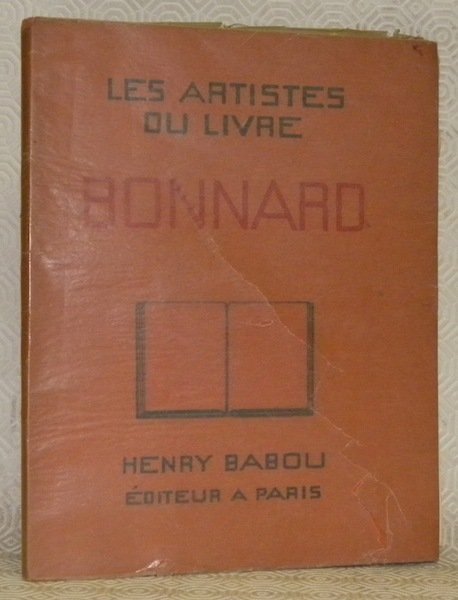 LES ARTISTES
DU LIVRE
BONNARD
HENRY BABOU
ÉDITEUR A PARIS